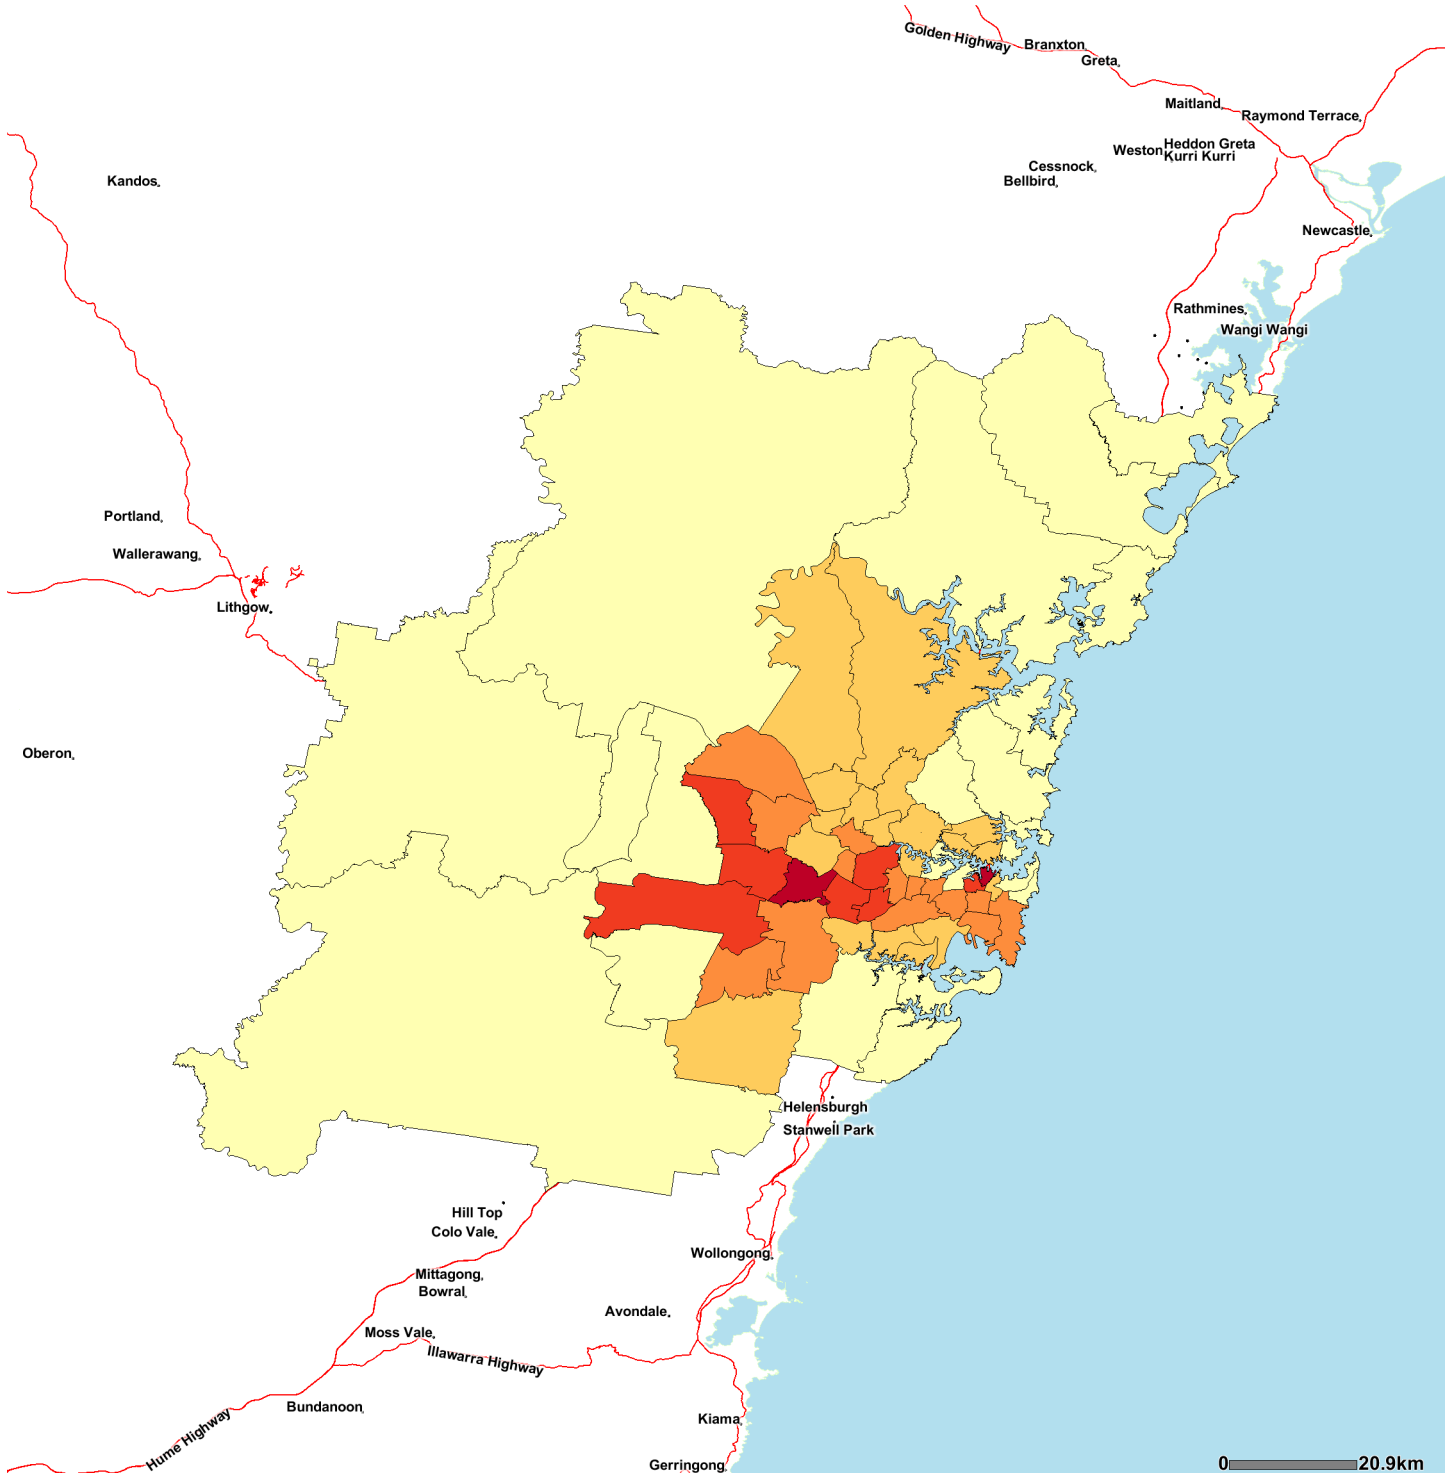 Golden Highway
Branxton
Greta
Maitland
Raymond Terrace
Heddon Greta
Weston
Kurri Kurri
Cessnock
Bellbird
Kandos
Newcastle
Rathmines
Wangi Wangi
Portland
Wallerawang
Lithgow
Oberon
Helensburgh
Stanwell Park
Hill Top
Colo Vale
Wollongong
Mittagong
Bowral
Avondale
Moss Vale
Illawarra Highway
Bundanoon
Kiama
Hume Highway
Gerringong
0 20.9km